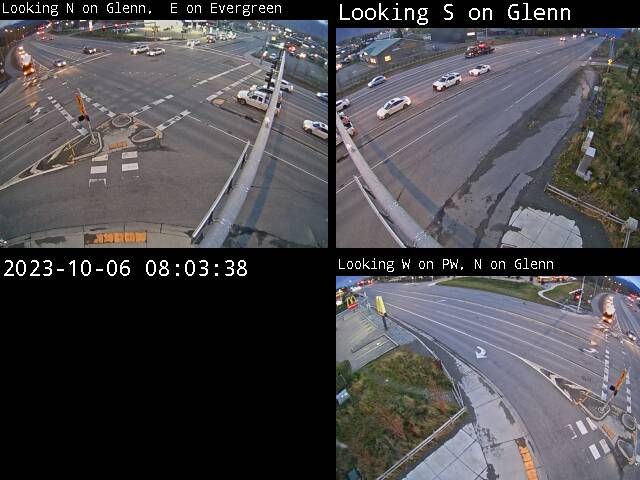 Looking N on Glenn, E on Evergreen
Looking S on Glenn
2023-10-06 08:03:38
Looking W on PW, N on Glenn